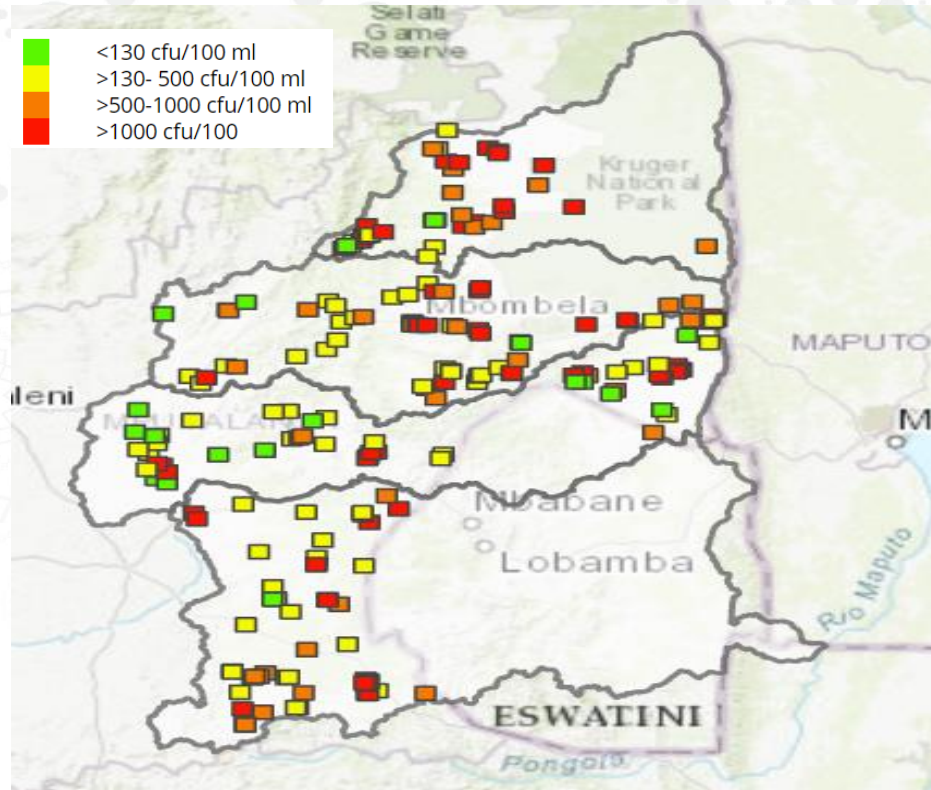 Selati
Game
Reserve
<130 cfu/100 ml
>130- 500 cfu/100 ml
>500-1000 cfu/100 ml
>1000 cfu/100
Kruger
National
Park
Mbombela
MAPUTO
M
Mbabane
Lobamba
Rio Maputo
ESWATINI
Pongola